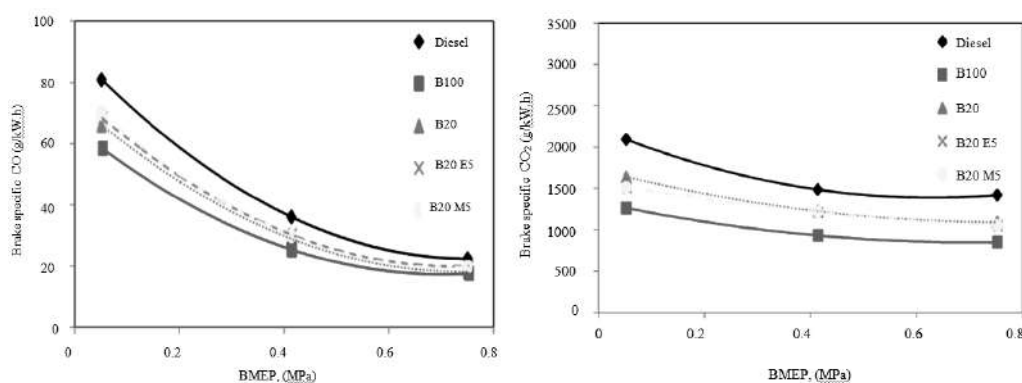 100
80
60
40
20
0
Brake specific CO (g/kW.h)
Diesel
B100
B20
B20 E5
B20 M5
0 0.2 0.4 0.6 0.8
BMEP, (MPa)
3500
3000
2500
2000
1500
1000
500
0
Brake specific CO₂ (g/kW.h)
Diesel
B100
B20
B20 E5
B20 M5
0 0.2 0.4 0.6 0.8
BMEP, (MPa)